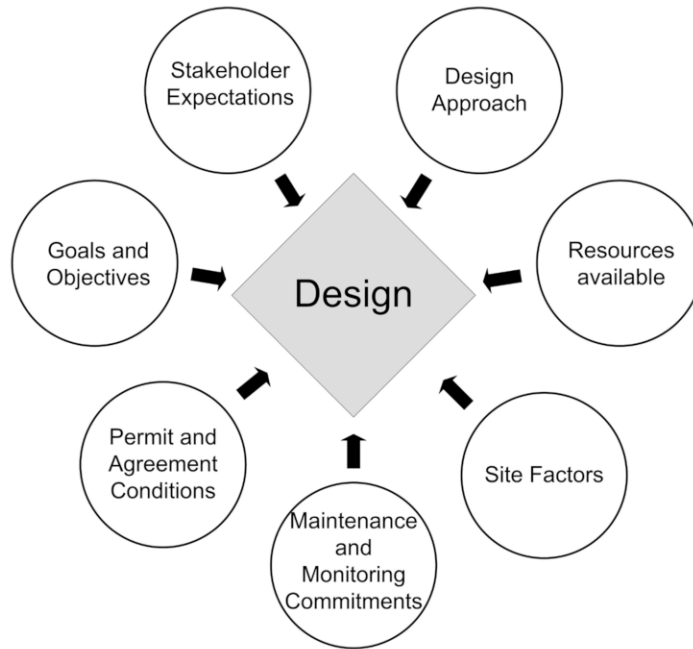 Stakeholder
Expectations
Design
Approach
Goals and
Objectives
Design
Resources
available
Permit and
Agreement
Conditions
Site Factors
Maintenance
and
Monitoring
Commitments